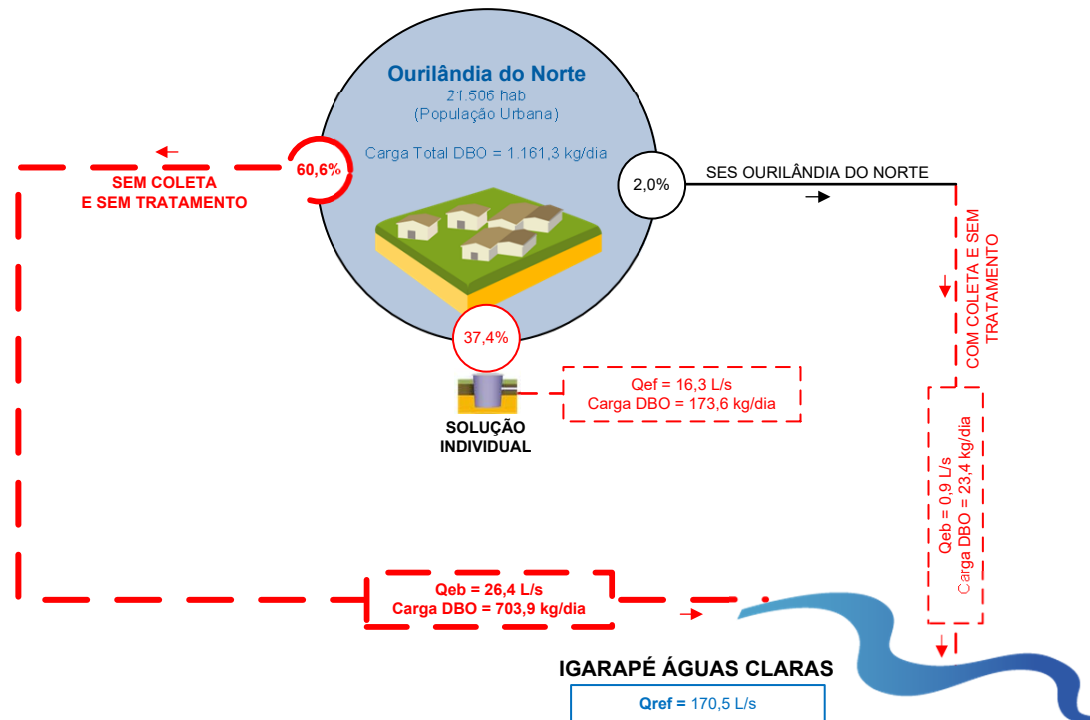 Ourilândia do Norte
21.506 hab
(População Urbana)
Carga Total DBO = 1.161,3 kg/dia
60,6%
SEM COLETA
E SEM TRATAMENTO
2,0%
SES OURILÂNDIA DO NORTE
COM COLETA E SEM
TRATAMENTO
37,4%
SOLUÇÃO
INDIVIDUAL
Qef = 16,3 L/s
Carga DBO = 173,6 kg/dia
Qeb = 0,9 L/s
Carga DBO = 23,4 kg/dia
Qeb = 26,4 L/s
Carga DBO = 703,9 kg/dia
IGARAPÉ ÁGUAS CLARAS
Qref = 170,5 L/s